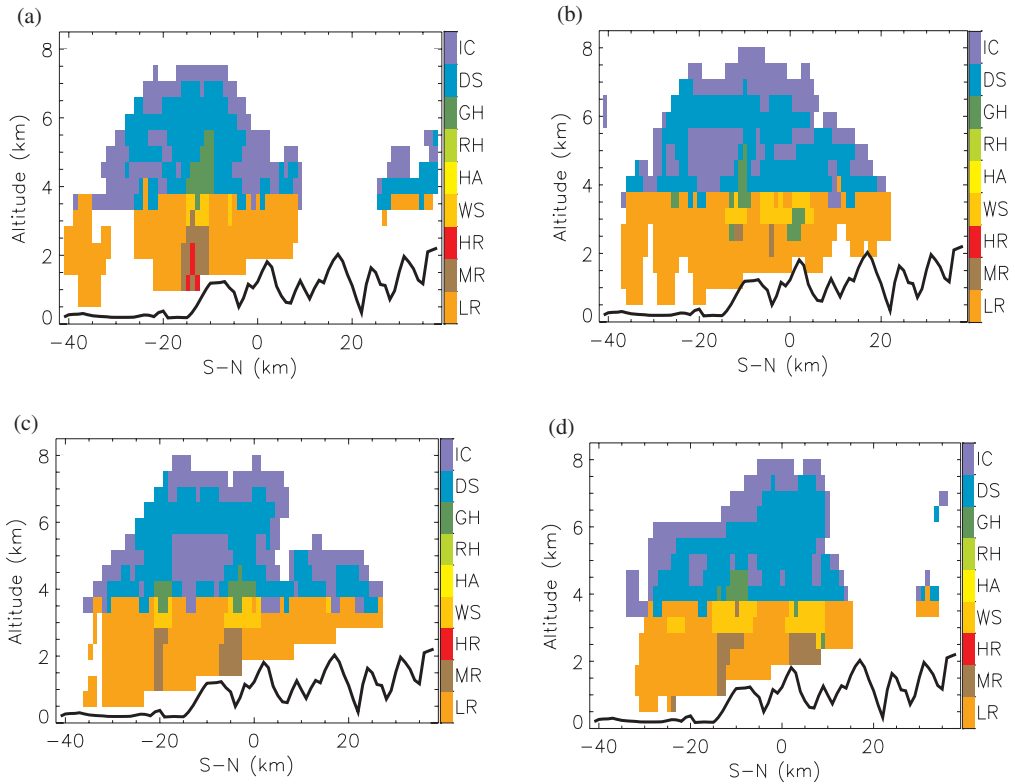 (a)
8
6
4
2
0
Altitude (km)
−40 −20 0 20
S−N (km)
IC
DS
GH
RH
HA
WS
HR
MR
LR
(b)
8
6
4
2
0
Altitude (km)
−40 −20 0 20
S−N (km)
IC
DS
GH
RH
HA
WS
HR
MR
LR
(c)
8
6
4
2
0
Altitude (km)
−40 −20 0 20
S−N (km)
IC
DS
GH
RH
HA
WS
HR
MR
LR
(d)
8
6
4
2
0
Altitude (km)
−40 −20 0 20
S−N (km)
IC
DS
GH
RH
HA
WS
HR
MR
LR